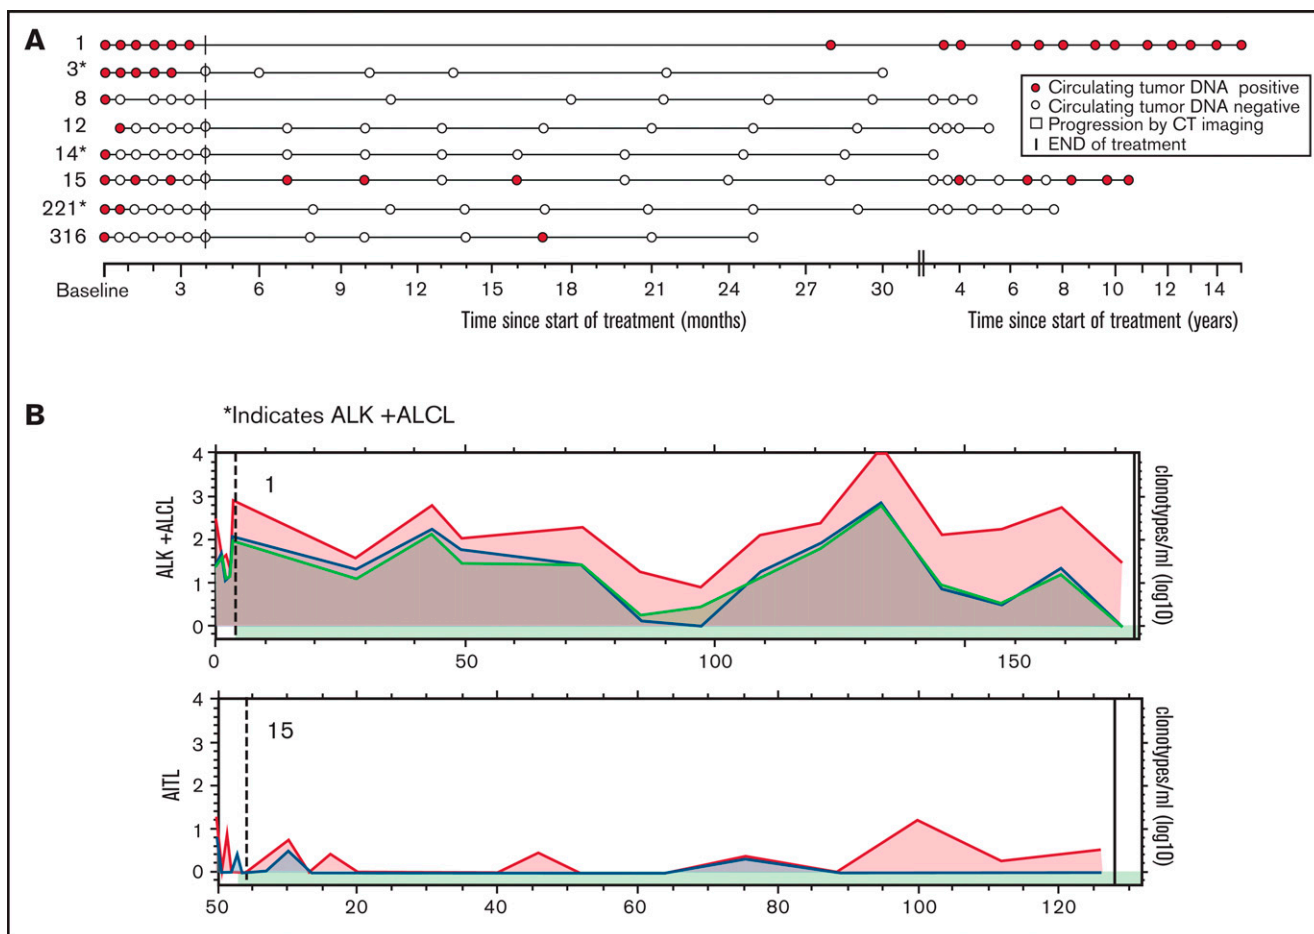 A
1
3*
8
12
14*
15
221*
316
Circulating tumor DNA positive
Circulating tumor DNA negative
Progression by CT imaging
END of treatment
Baseline 3 6 9 12 15 18 21 24 27 30 4 6 8 10 12 14
Time since start of treatment (months) Time since start of treatment (years)
B
*Indicates ALK +ALCL
1
ALK +ALCL
4
3
2
1
0
clonotypes/ml (log10)
0 50 100 150
15
AITL
4
3
2
1
0
clonotypes/ml (log10)
50 20 40 60 80 100 120